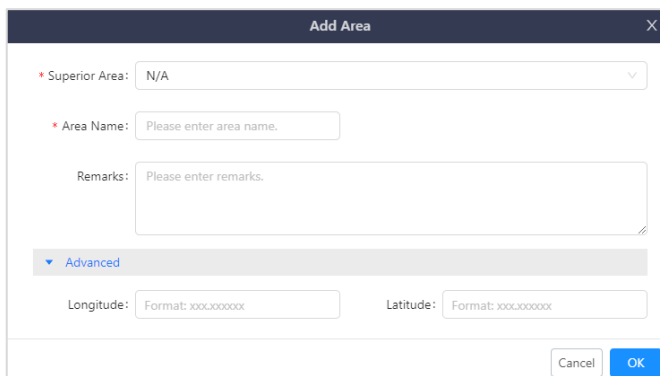 Add Area X
* Superior Area: N/A
* Area Name: Please enter area name.
Remarks: Please enter remarks.
Advanced
Longitude: Format: xxx.xxxxxx Latitude: Format: xxx.xxxxxx
Cancel OK